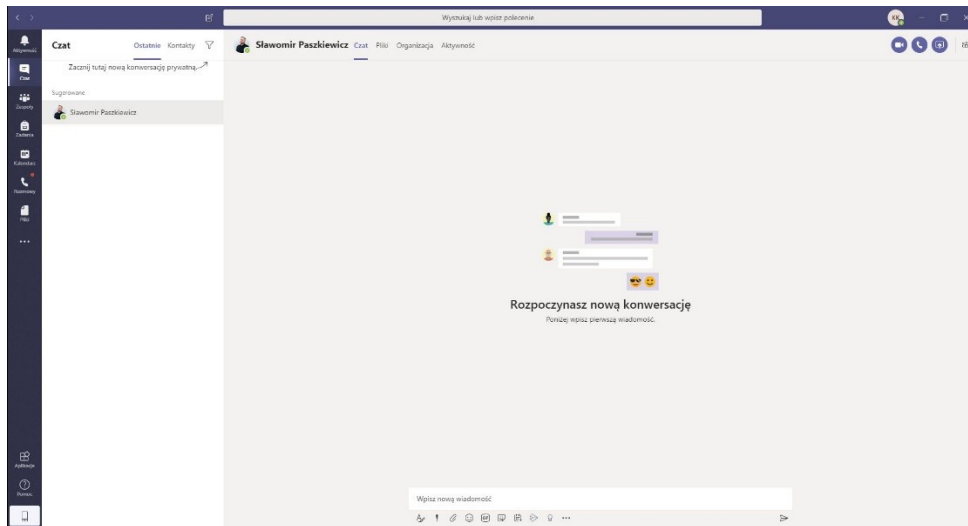 Wyszukaj lub wpisz polecenie
XK
Aktywność
Czat
Zespoły
Zadania
Kalendarz
Rozmowy
Pliki
Aplikacje
Pomoc
Czat Ostatnie Kontakty
Zacznij tutaj nową konwersację prywatną.
Sugerowane
Sławomir Paszkiewicz
Sławomir Paszkiewicz Czat Pliki Organizacja Aktywność
Rozpoczynasz nową konwersację
Poniżej wpisz pierwszą wiadomość.
Wpisz nową wiadomość
GIF